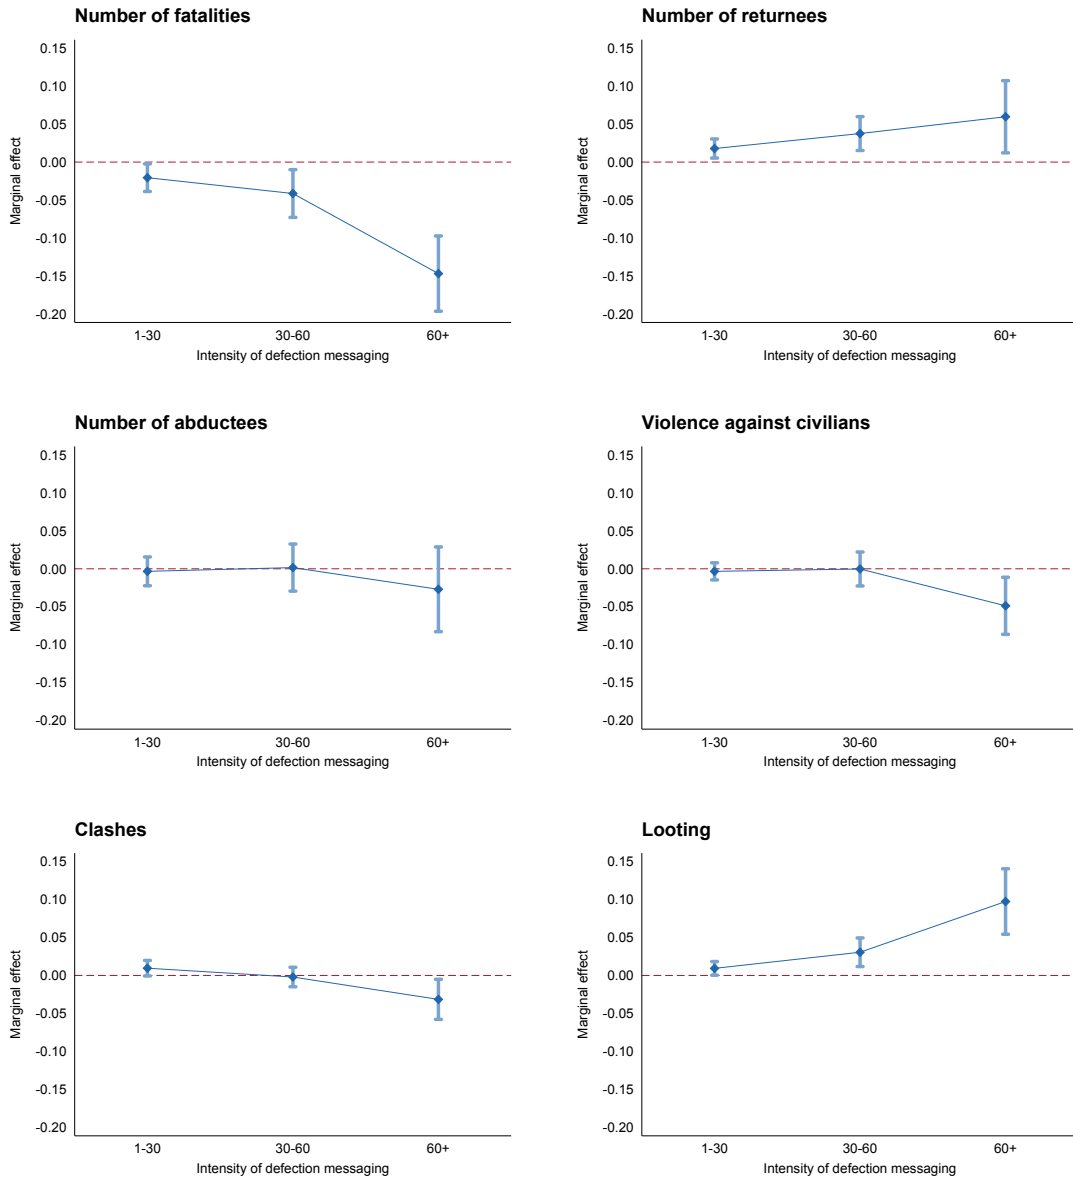 Number of fatalities
0.15
0.10
0.05
0.00
-0.05
-0.10
-0.15
-0.20
Marginal effect
1-30 30-60 60+
Intensity of defection messaging
Number of returnees
0.15
0.10
0.05
0.00
-0.05
-0.10
-0.15
-0.20
Marginal effect
1-30 30-60 60+
Intensity of defection messaging
Number of abductees
0.15
0.10
0.05
0.00
-0.05
-0.10
-0.15
-0.20
Marginal effect
1-30 30-60 60+
Intensity of defection messaging
Violence against civilians
0.15
0.10
0.05
0.00
-0.05
-0.10
-0.15
-0.20
Marginal effect
1-30 30-60 60+
Intensity of defection messaging
Clashes
0.15
0.10
0.05
0.00
-0.05
-0.10
-0.15
-0.20
Marginal effect
1-30 30-60 60+
Intensity of defection messaging
Looting
0.15
0.10
0.05
0.00
-0.05
-0.10
-0.15
-0.20
Marginal effect
1-30 30-60 60+
Intensity of defection messaging